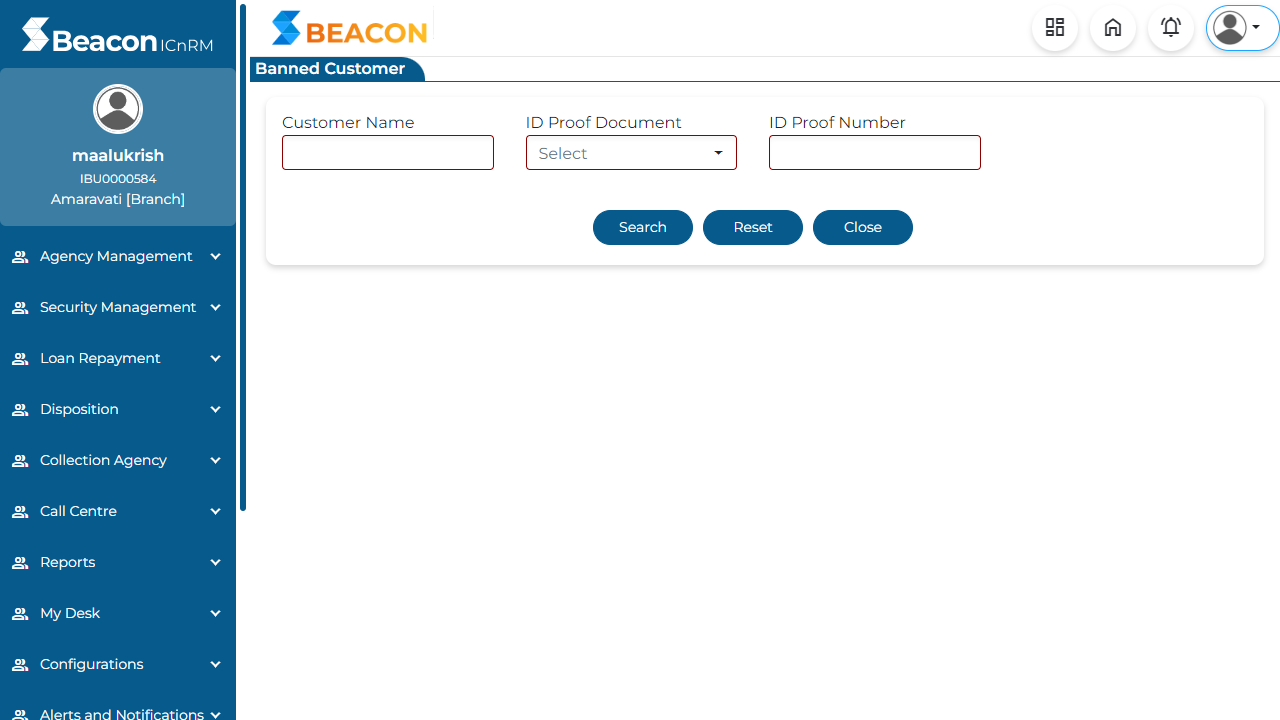 Beacon ICnRM
maalukrish
IBU0000584
Amaravati [Branch]
Agency Management
Security Management
Loan Repayment
Disposition
Collection Agency
Call Centre
Reports
My Desk
Configurations
Alerts and Notifications
BEACON
Banned Customer
Customer Name
ID Proof Document
ID Proof Number
Select
Search
Reset
Close